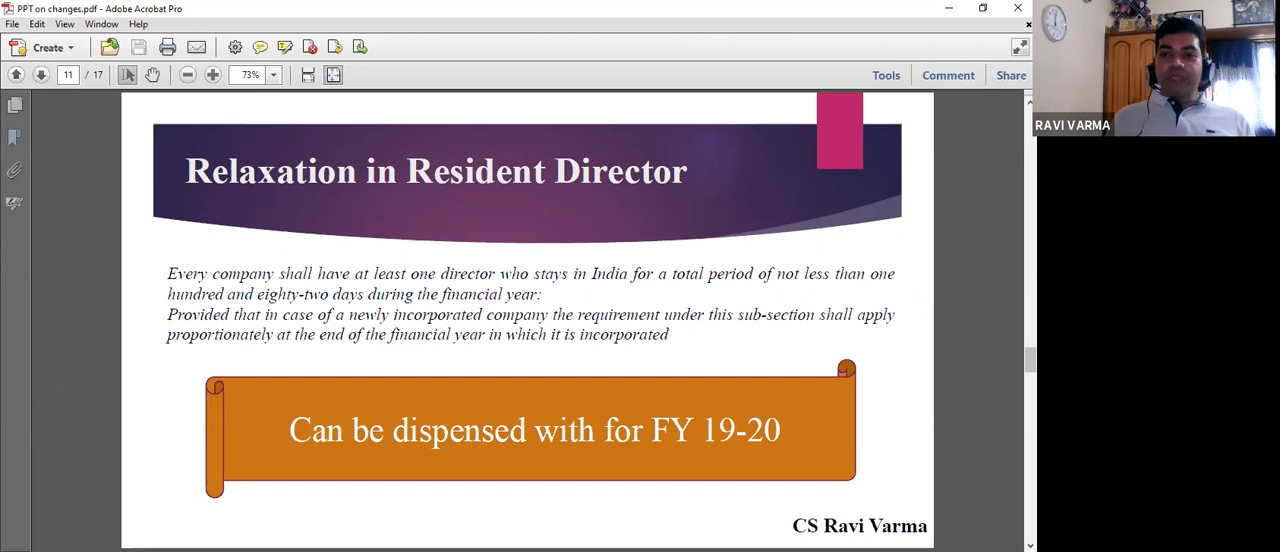 PPT on changes.pdf - Adobe Acrobat Pro
File Edit View Window Help
Create
11 / 17 73% Tools Comment Share
RAVI VARMA
Relaxation in Resident Director
Every company shall have at least one director who stays in India for a total period of not less than one
hundred and eighty-two days during the financial year:
Provided that in case of a newly incorporated company the requirement under this sub-section shall apply
proportionately at the end of the financial year in which it is incorporated
Can be dispensed with for FY 19-20
CS Ravi Varma